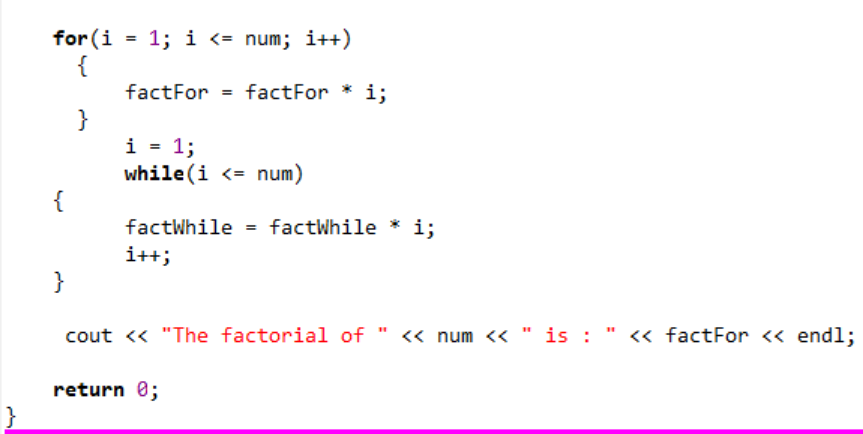 for(i = 1; i <= num; i++)
{
factFor = factFor * i;
}
i = 1;
while(i <= num)
{
factWhile = factWhile * i;
i++;
}
cout << "The factorial of " << num << " is : " << factFor << endl;
return 0;
}